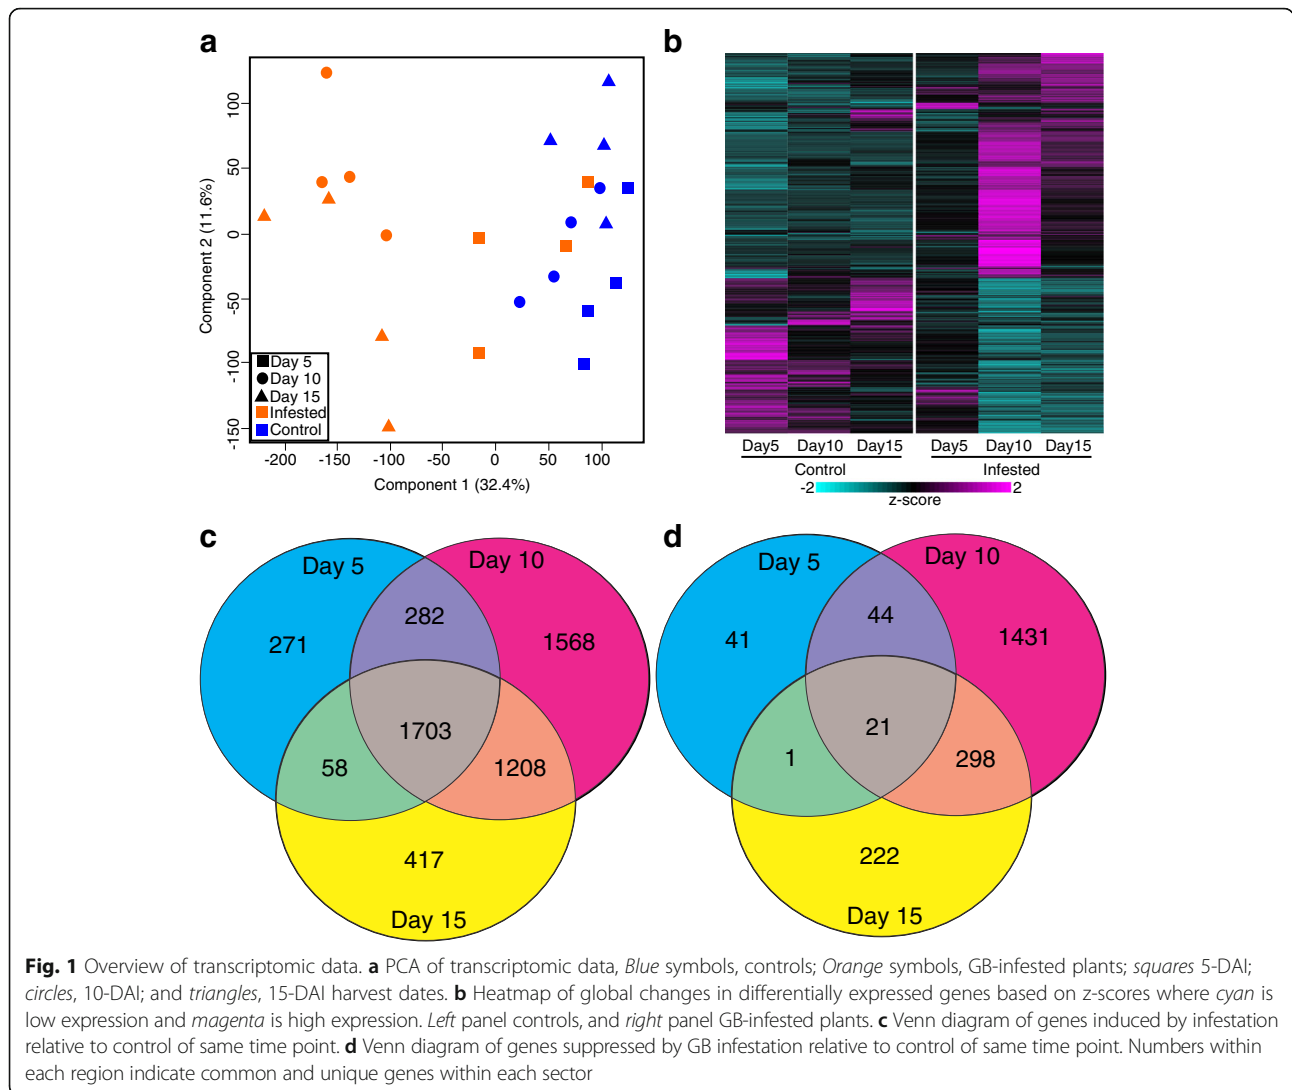 a
100
50
0
-50
-100
-150
Component 2 (11.6%)
Day 5
Day 10
Day 15
Infested
Control
-200 -150 -100 -50 0 50 100
Component 1 (32.4%)
b
Day5 Day10 Day15 Day5 Day10 Day15
Control Infested
-2 2
z-score
c
Day 5 Day 10
282
271 1568
1703
58 1208
417
Day 15
d
Day 5 Day 10
44
41 1431
21
1 298
222
Day 15
Fig. 1 Overview of transcriptomic data. a PCA of transcriptomic data, Blue symbols, controls; Orange symbols, GB-infested plants; squares 5-DAI;
circles, 10-DAI; and triangles, 15-DAI harvest dates. b Heatmap of global changes in differentially expressed genes based on z-scores where cyan is
low expression and magenta is high expression. Left panel controls, and right panel GB-infested plants. c Venn diagram of genes induced by infestation
relative to control of same time point. d Venn diagram of genes suppressed by GB infestation relative to control of same time point. Numbers within
each region indicate common and unique genes within each sector